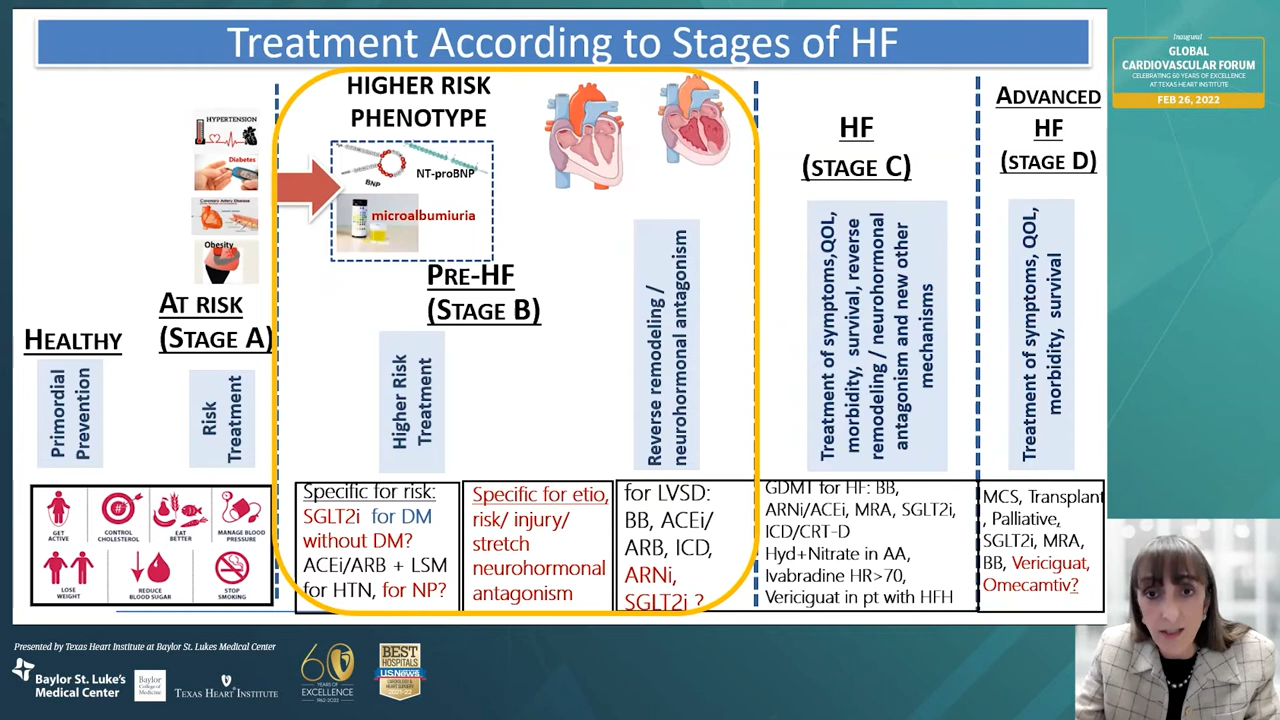 Treatment According to Stages of HF
Inaugural
GLOBAL
CARDIOVASCULAR FORUM
CELEBRATING 60 YEARS OF EXCELLENCE
AT TEXAS HEART INSTITUTE
FEB 26, 2022
HYPERTENSION
Diabetes
Coronary Artery Disease
Obesity
HIGHER RISK
PHENOTYPE
BNP
NT-proBNP
microalbumiuria
HEALTHY
AT RISK
(STAGE A)
PRE-HF
(STAGE B)
HF
(STAGE C)
ADVANCED
HF
(STAGE D)
Primordial
Prevention
Risk
Treatment
Higher Risk
Treatment
Reverse remodeling /
neurohormonal antagonism
Treatment of symptoms,QOL,
morbidity, survival, reverse
remodeling / neurohormonal
antagonism and new other
mechanisms
Treatment of symptoms, QOL,
morbidity, survival
GET
ACTIVE
CONTROL
CHOLESTEROL
EAT
BETTER
MANAGE BLOOD
PRESSURE
LOSE
WEIGHT
REDUCE
BLOOD SUGAR
STOP
SMOKING
Specific for risk:
SGLT2i for DM
without DM?
ACEi/ARB + LSM
for HTN, for NP?
Specific for etio,
risk/ injury/
stretch
neurohormonal
antagonism
for LVSD:
BB, ACEi/
ARB, ICD,
ARNi,
SGLT2i ?
GDMT for HF: BB,
ARNi/ACEi, MRA, SGLT2i,
ICD/CRT-D
Hyd+Nitrate in AA,
Ivabradine HR>70,
Vericiguat in pt with HFH
MCS, Transplant
, Palliative,
SGLT2i, MRA,
BB, Vericiguat,
Omecamtiv?
Presented by Texas Heart Institute at Baylor St. Lukes Medical Center
Baylor St. Luke's
Medical Center
Baylor
College of
Medicine
TEXAS HEART INSTITUTE
60
YEARS OF
EXCELLENCE
1962-2022
BEST
HOSPITALS
U.S.News